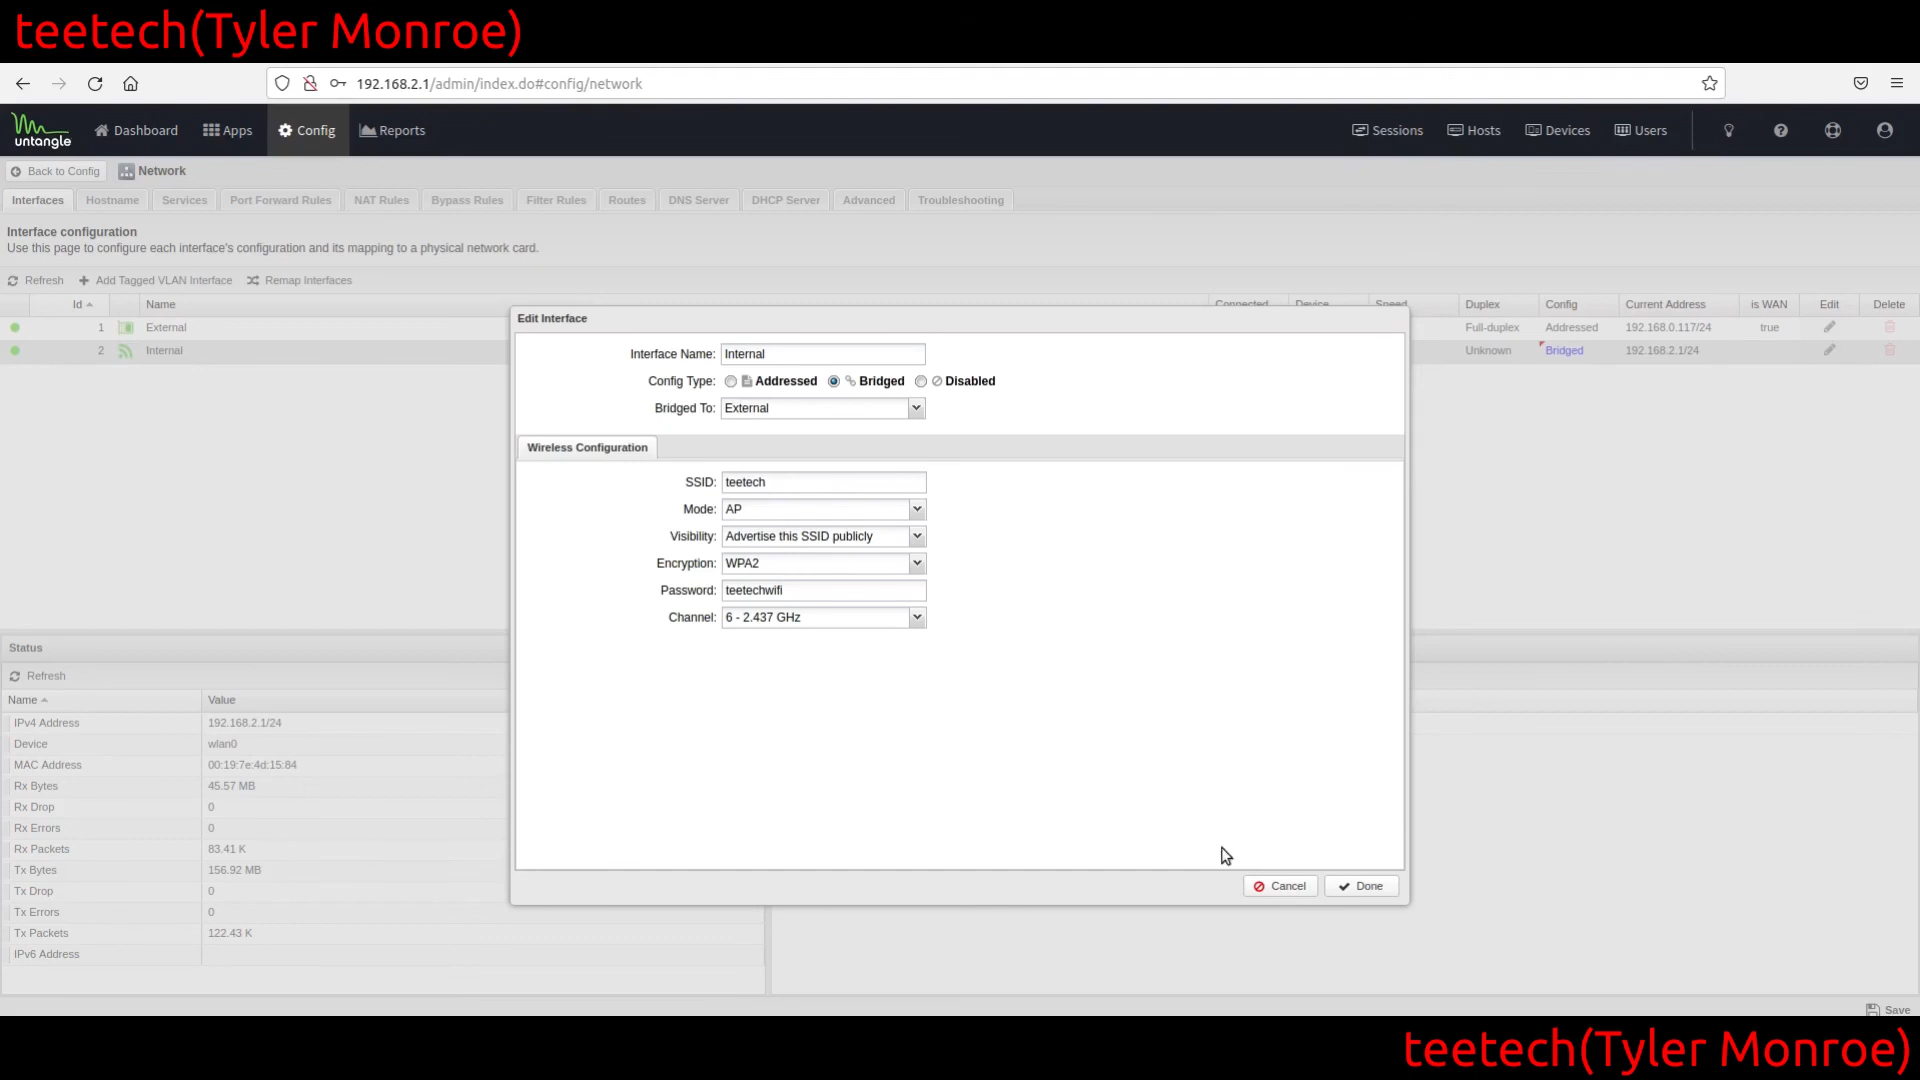 teetech(Tyler Monroe)
192.168.2.1/admin/index.do#config/network
untangle Dashboard Apps Config Reports Sessions Hosts Devices Users
Back to Config Network
Interfaces Hostname Services Port Forward Rules NAT Rules Bypass Rules Filter Rules Routes DNS Server DHCP Server Advanced Troubleshooting
Interface configuration
Use this page to configure each interface's configuration and its mapping to a physical network card.
Refresh Add Tagged VLAN Interface Remap Interfaces
Id Name Connected Device Speed Duplex Config Current Address is WAN Edit Delete
1 External Full-duplex Addressed 192.168.0.117/24 true
2 Internal Unknown Bridged 192.168.2.1/24
Edit Interface
Interface Name: Internal
Config Type: Addressed Bridged Disabled
Bridged To: External
Wireless Configuration
SSID: teetech
Mode: AP
Visibility: Advertise this SSID publicly
Encryption: WPA2
Password: teetechwifi
Channel: 6 - 2.437 GHz
Cancel Done
Status
Refresh
Name Value
IPv4 Address 192.168.2.1/24
Device wlan0
MAC Address 00:19:7e:4d:15:84
Rx Bytes 45.57 MB
Rx Drop 0
Rx Errors 0
Rx Packets 83.41 K
Tx Bytes 156.92 MB
Tx Drop 0
Tx Errors 0
Tx Packets 122.43 K
IPv6 Address
Save
teetech(Tyler Monroe)